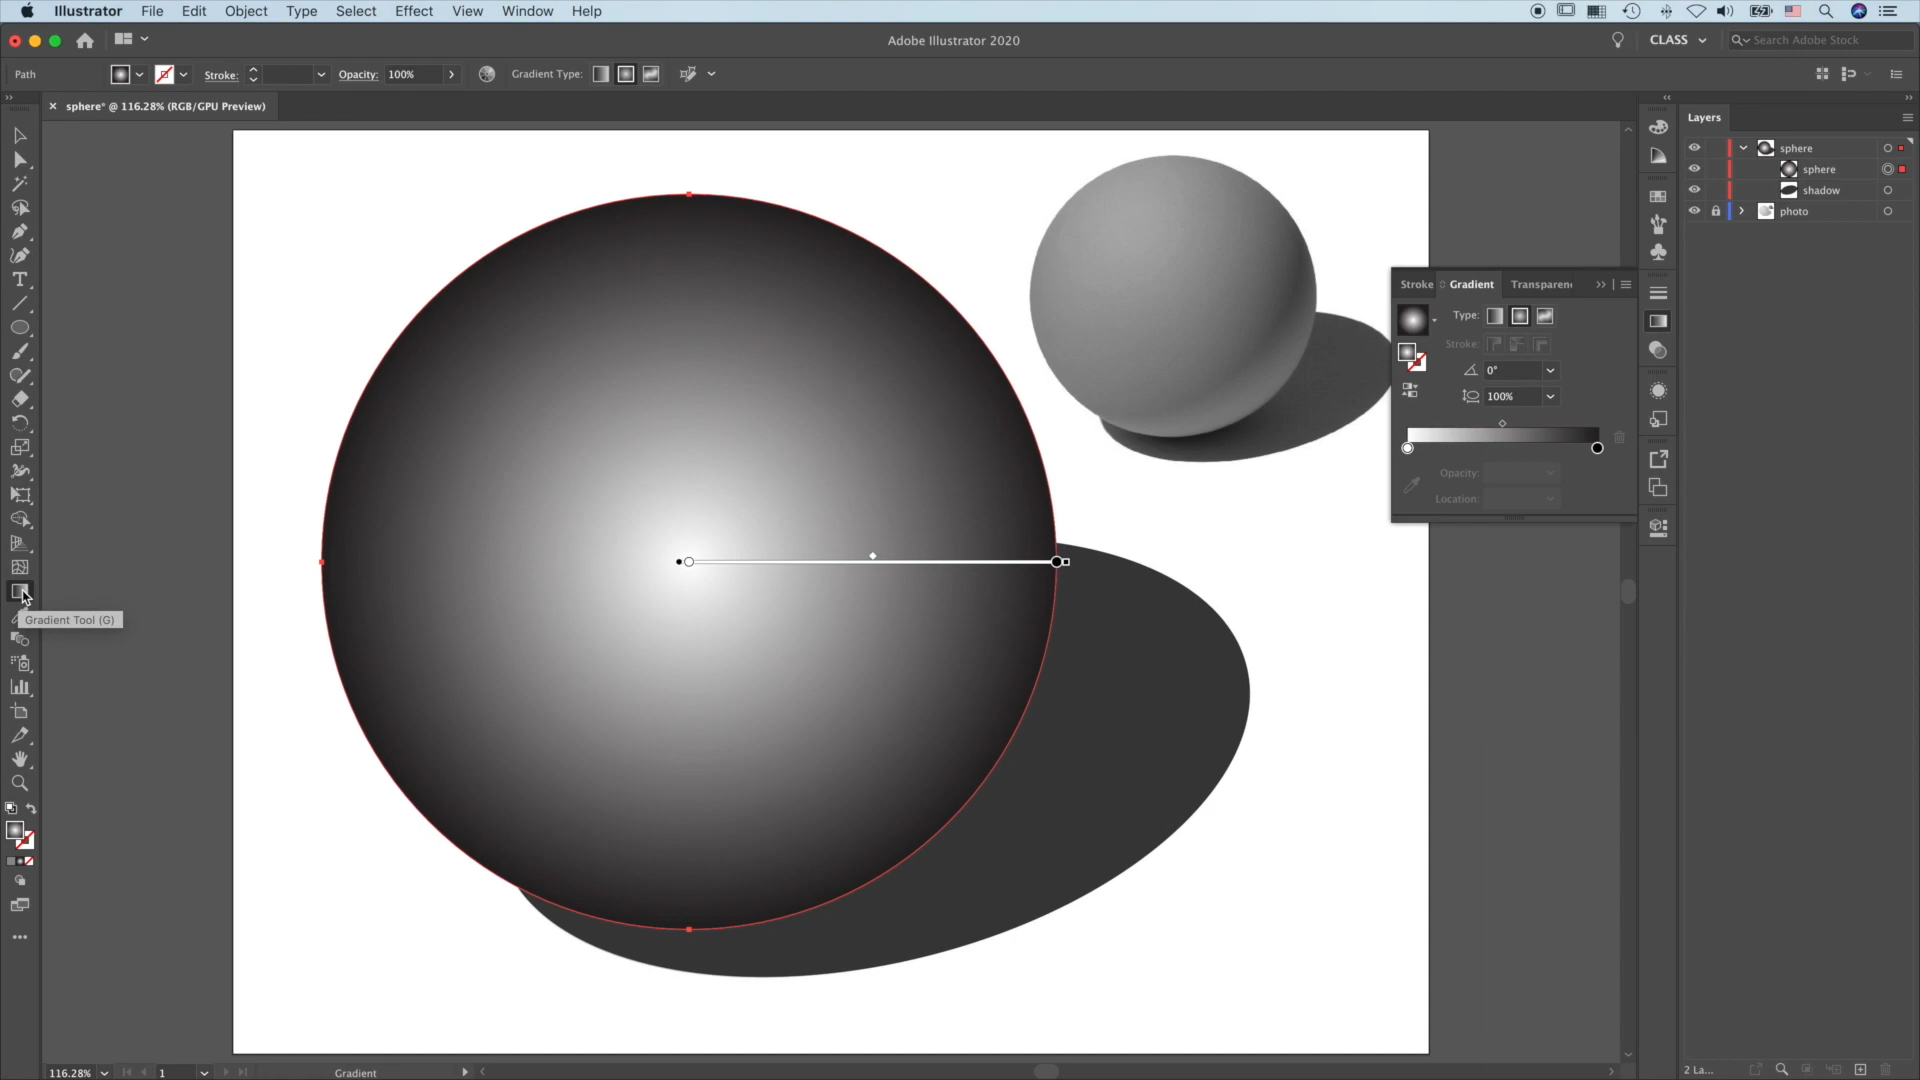 Illustrator File Edit Object Type Select Effect View Window Help
Adobe Illustrator 2020
CLASS
Search Adobe Stock
Path
Stroke:
Opacity: 100%
Gradient Type:
sphere* @ 116.28% (RGB/GPU Preview)
Layers
sphere
sphere
shadow
photo
Stroke Gradient Transparen
Type:
Stroke:
0°
100%
Opacity:
Location:
Gradient Tool (G)
116.28%
1
Gradient
2 La...